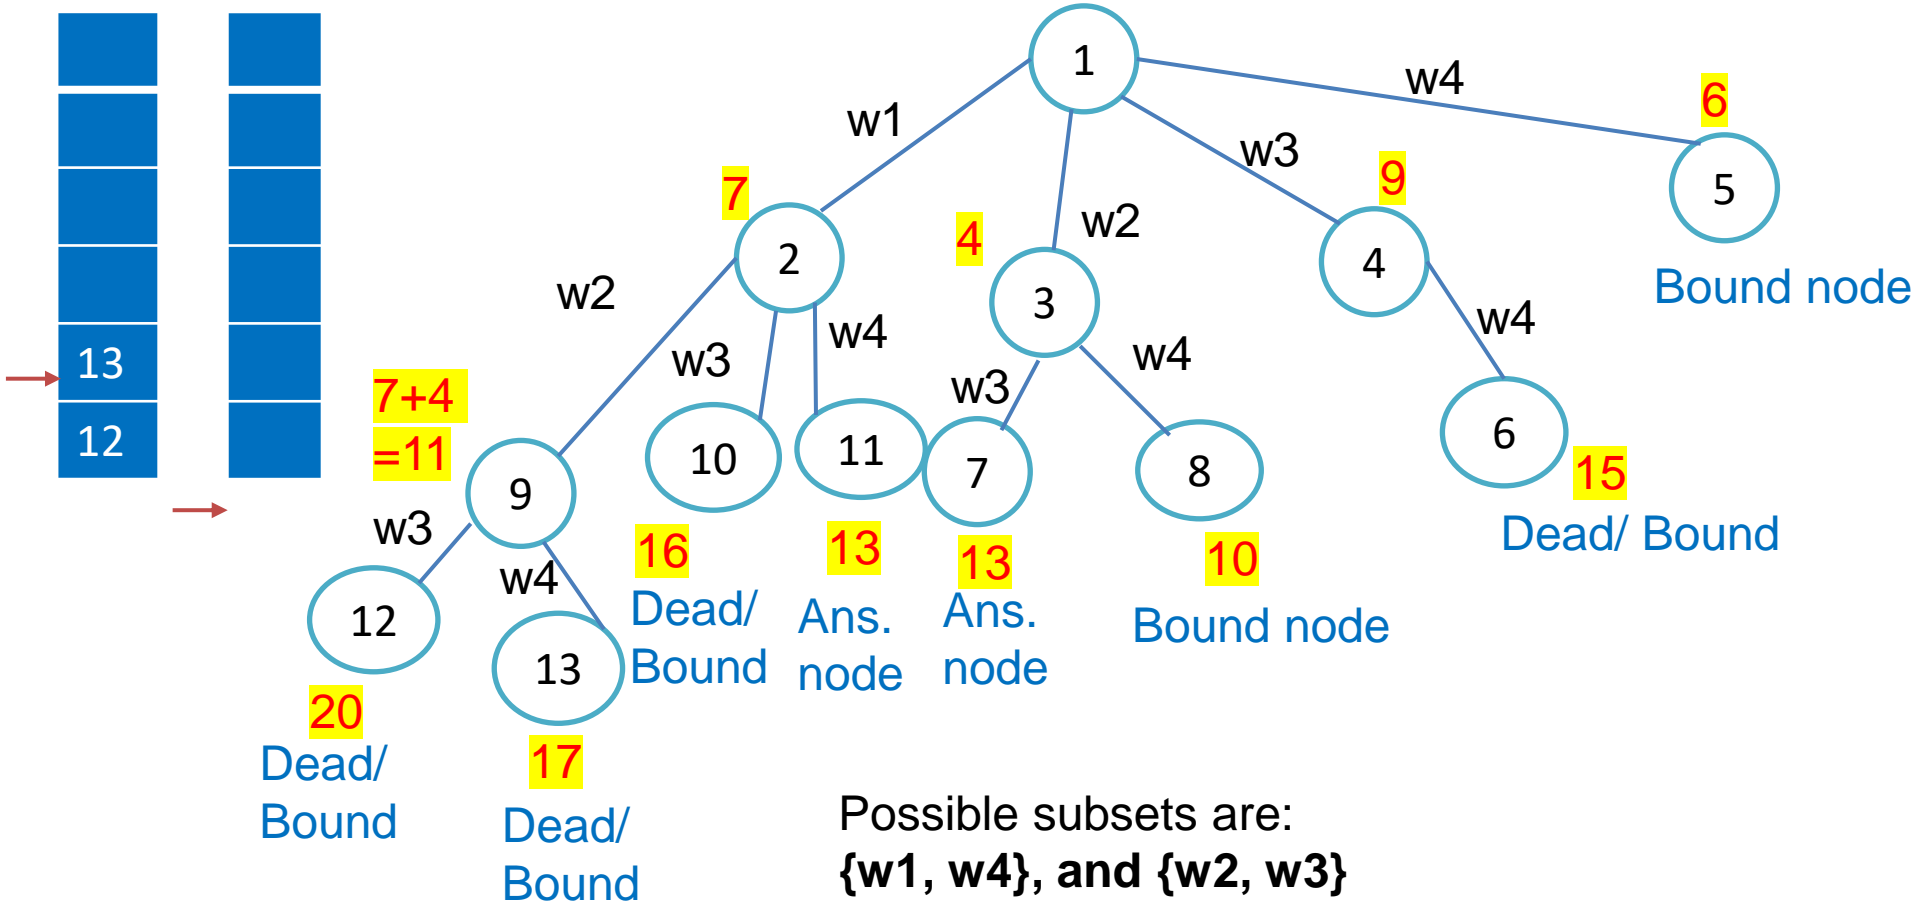 1
w1
w2
w3
w4
6
5
Bound node
7
2
4
3
9
4
w2
w3
w4
w3
w4
w4
13
12
7+4
=11
9
10
11
7
8
6
15
Dead/ Bound
w3
w4
16
Dead/
Bound
13
Ans.
node
13
Ans.
node
10
Bound node
12
13
20
Dead/
Bound
17
Dead/
Bound
Possible subsets are:
{w1, w4}, and {w2, w3}